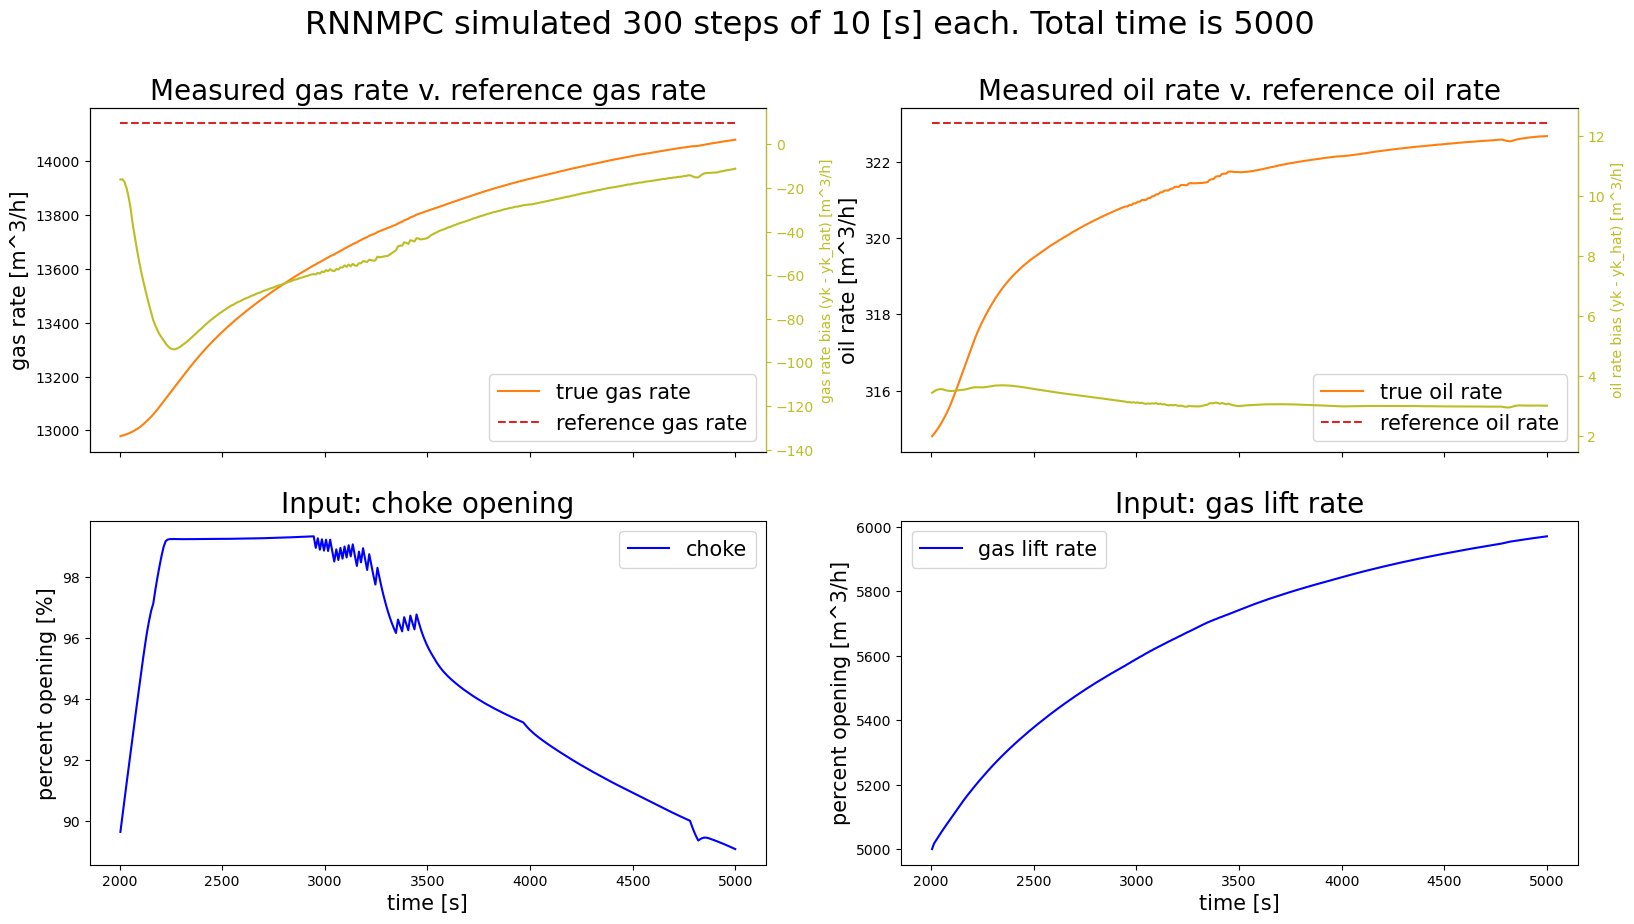 RNNMPC simulated 300 steps of 10 [s] each. Total time is 5000
Measured gas rate v. reference gas rate
gas rate [m^3/h]
14000
13800
13600
13400
13200
13000
0
−20
−40
−60
−80
−100
−120
−140
gas rate bias (yk - yk_hat) [m^3/h]
true gas rate
reference gas rate
Measured oil rate v. reference oil rate
oil rate [m^3/h]
322
320
318
316
12
10
8
6
4
2
oil rate bias (yk - yk_hat) [m^3/h]
true oil rate
reference oil rate
Input: choke opening
percent opening [%]
98
96
94
92
90
choke
2000
2500
3000
3500
4000
4500
5000
time [s]
Input: gas lift rate
percent opening [m^3/h]
6000
5800
5600
5400
5200
5000
gas lift rate
2000
2500
3000
3500
4000
4500
5000
time [s]